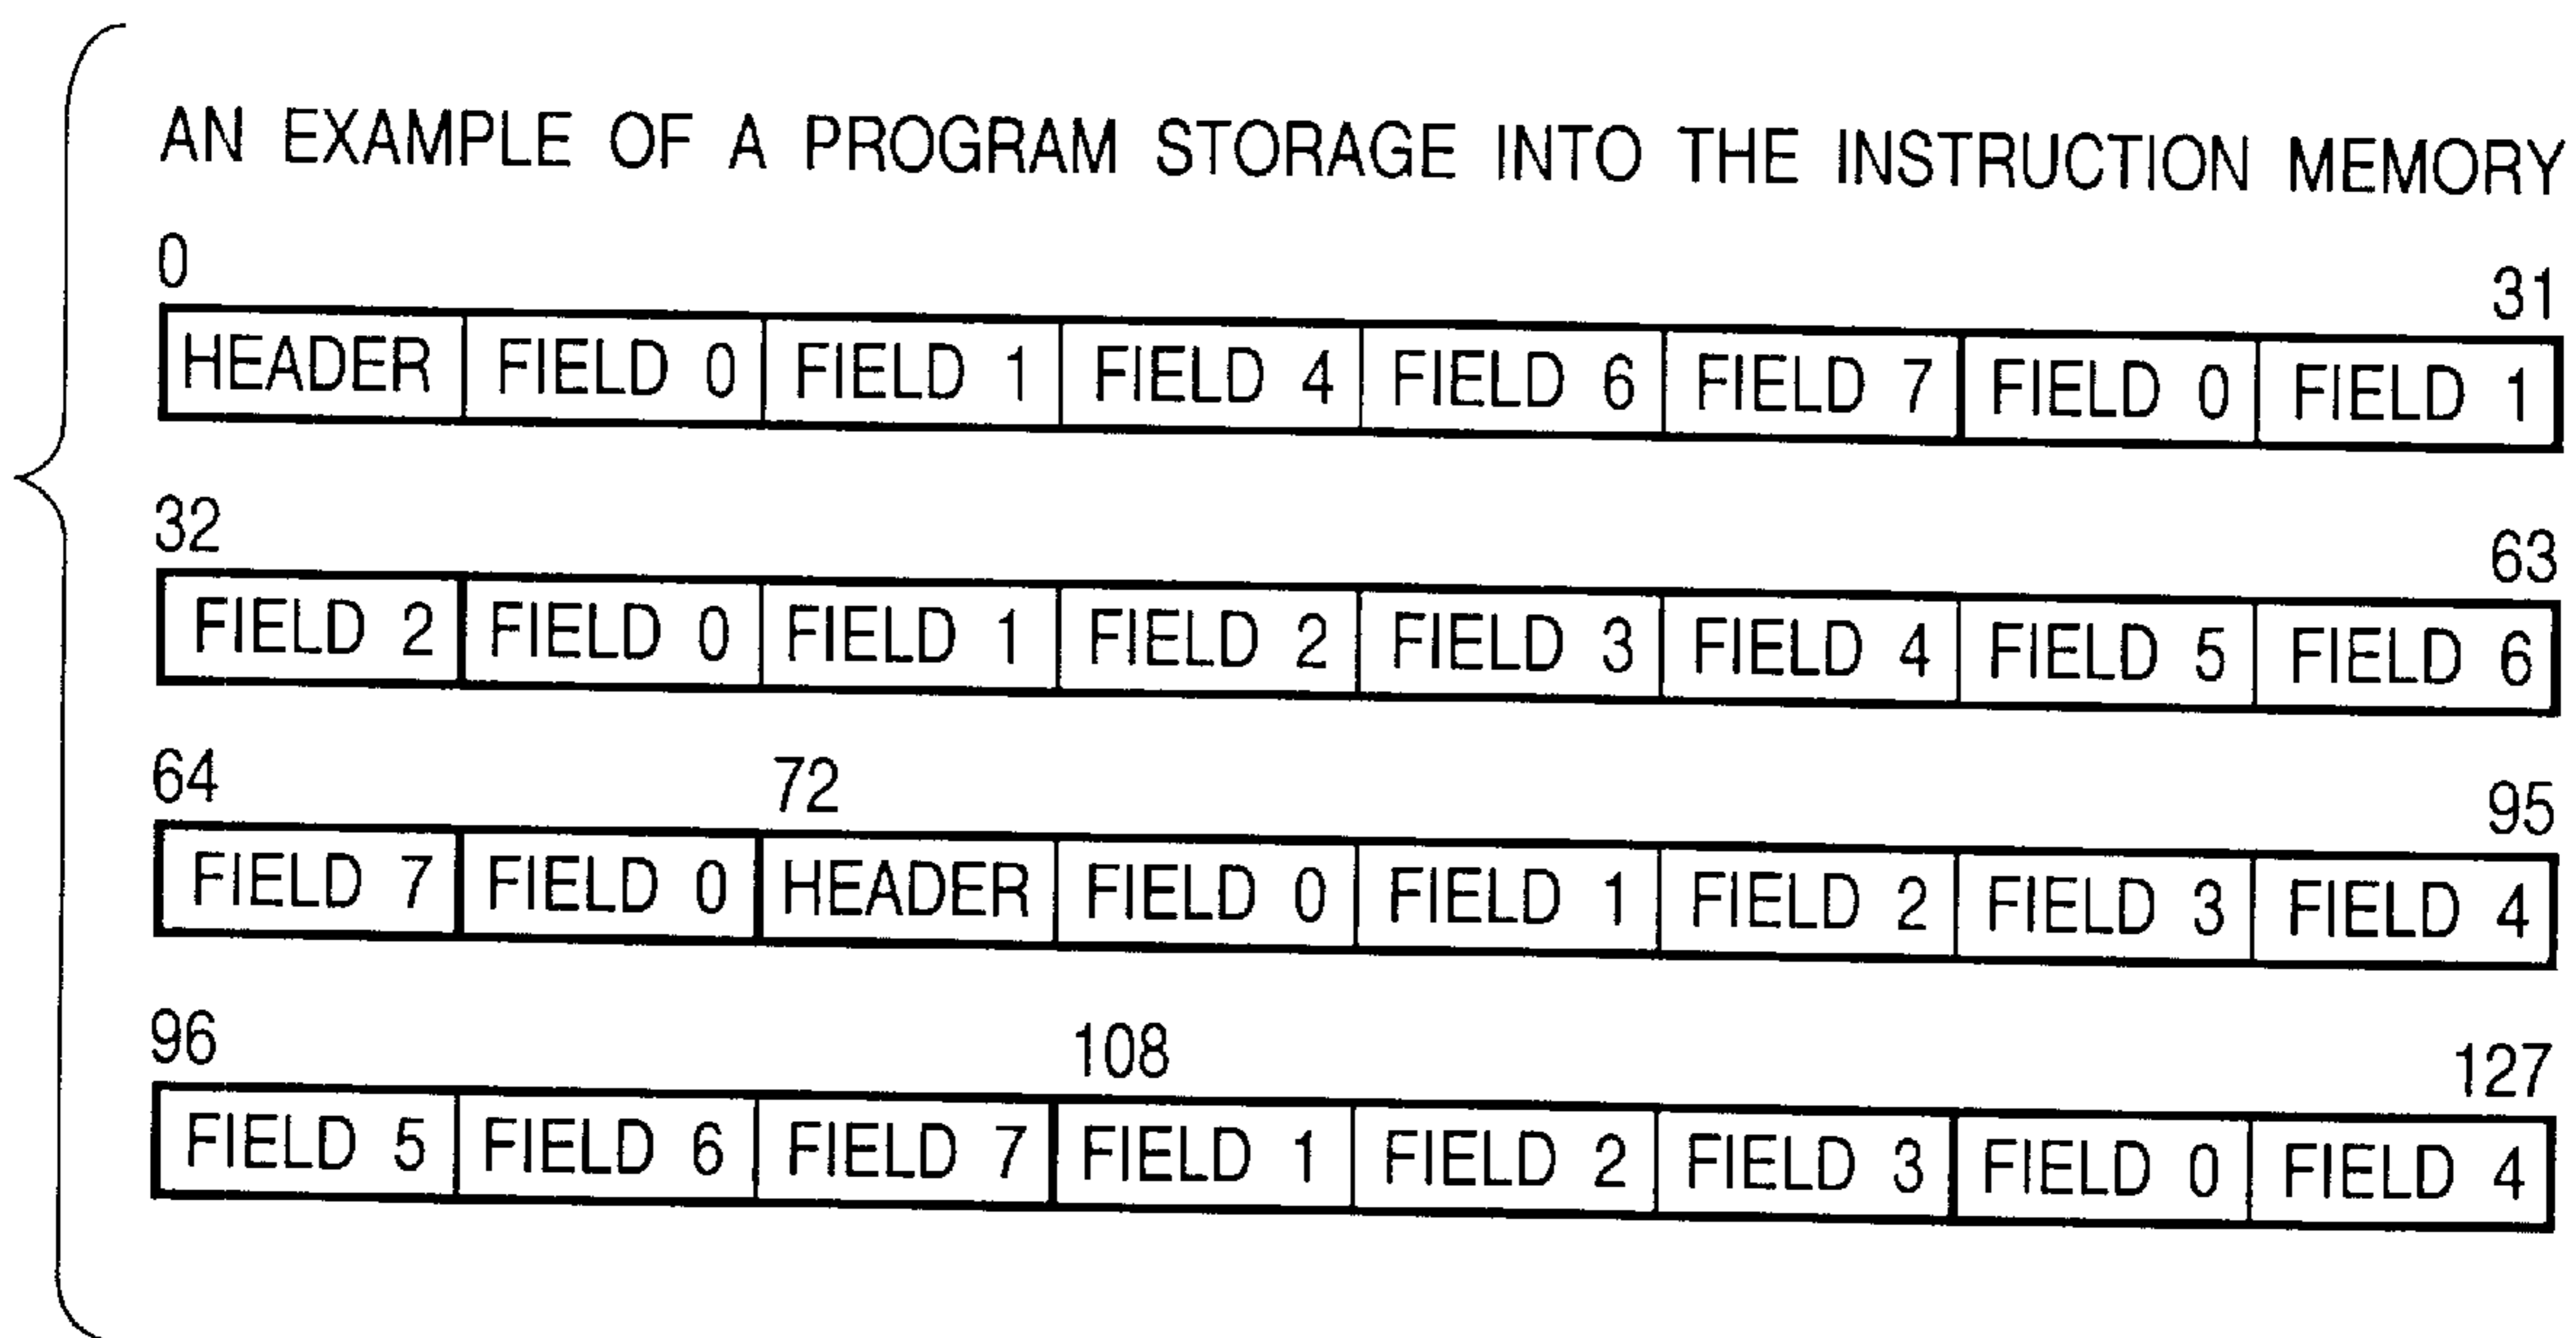 AN EXAMPLE OF A PROGRAM STORAGE INTO THE INSTRUCTION MEMORY
0 31
HEADER FIELD 0 FIELD 1 FIELD 4 FIELD 6 FIELD 7 FIELD 0 FIELD 1
32 63
FIELD 2 FIELD 0 FIELD 1 FIELD 2 FIELD 3 FIELD 4 FIELD 5 FIELD 6
64 72 95
FIELD 7 FIELD 0 HEADER FIELD 0 FIELD 1 FIELD 2 FIELD 3 FIELD 4
96 108 127
FIELD 5 FIELD 6 FIELD 7 FIELD 1 FIELD 2 FIELD 3 FIELD 0 FIELD 4